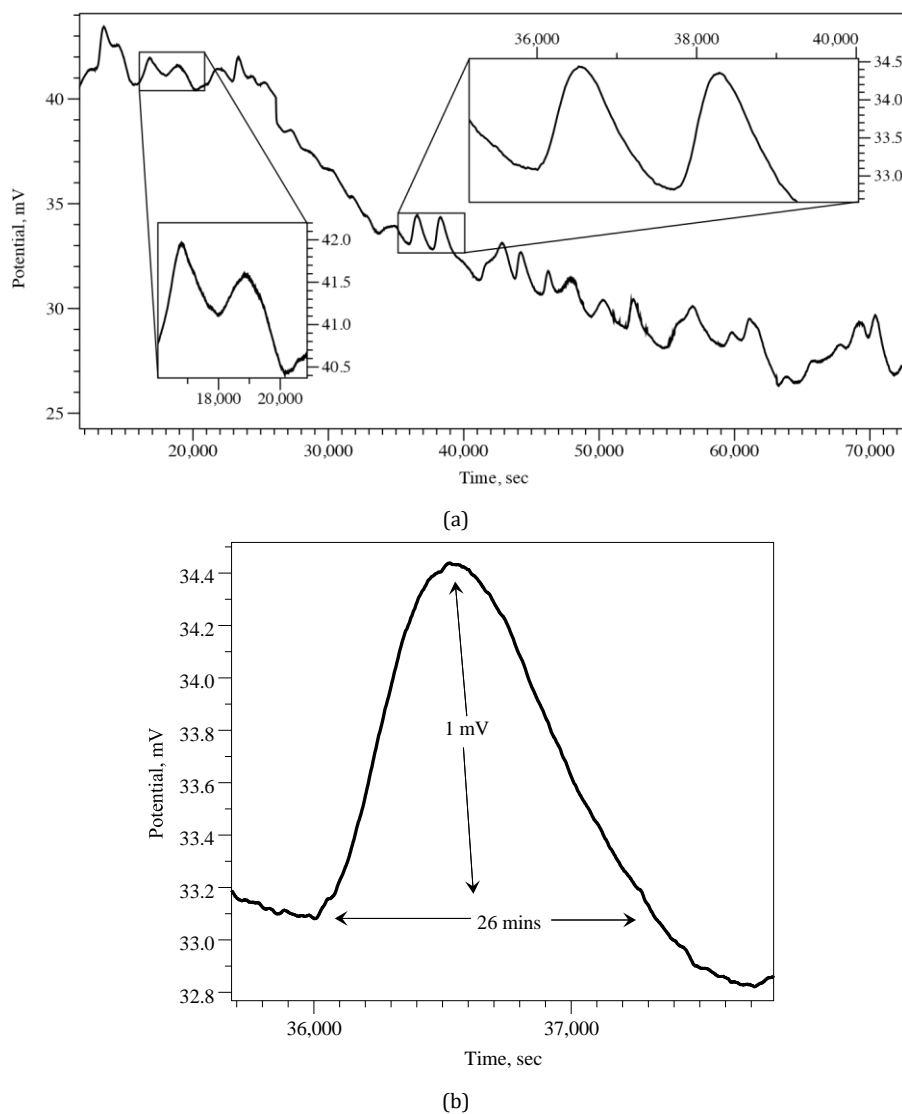 36,000 38,000 40,000
34.5
34.0
33.5
33.0
40
35
30
25
Potential, mV
42.0
41.5
41.0
40.5
18,000 20,000
20,000 30,000 40,000 50,000 60,000 70,000
Time, sec
(a)
34.4
34.2
34.0
33.8
33.6
33.4
33.2
33.0
32.8
Potential, mV
1 mV
26 mins
36,000 37,000
Time, sec
(b)